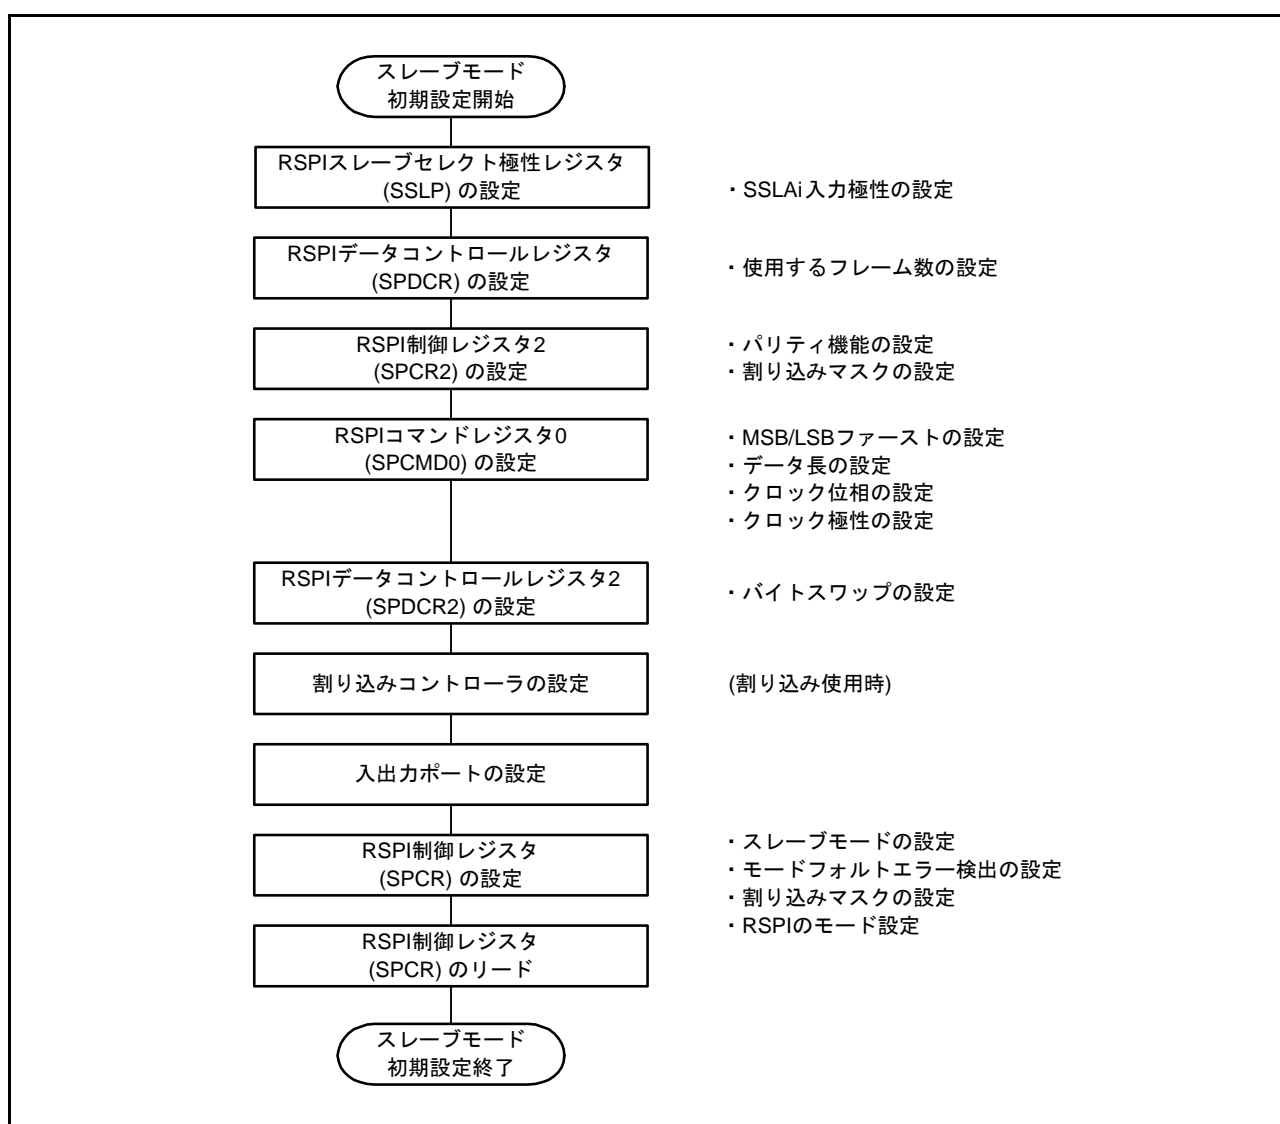 スレーブモード
初期設定開始
RSPIスレーブセレクト極性レジスタ
(SSLP) の設定
・SSLAi入力極性の設定
RSPIデータコントロールレジスタ
(SPDCR) の設定
・使用するフレーム数の設定
RSPI制御レジスタ2
(SPCR2) の設定
・パリティ機能の設定
・割り込みマスクの設定
RSPIコマンドレジスタ0
(SPCMD0) の設定
・MSB/LSBファーストの設定
・データ長の設定
・クロック位相の設定
・クロック極性の設定
RSPIデータコントロールレジスタ2
(SPDCR2) の設定
・バイトスワップの設定
割り込みコントローラの設定
(割り込み使用時)
入出力ポートの設定
RSPI制御レジスタ
(SPCR) の設定
・スレーブモードの設定
・モードフォルトエラー検出の設定
・割り込みマスクの設定
・RSPIのモード設定
RSPI制御レジスタ
(SPCR) のリード
スレーブモード
初期設定終了